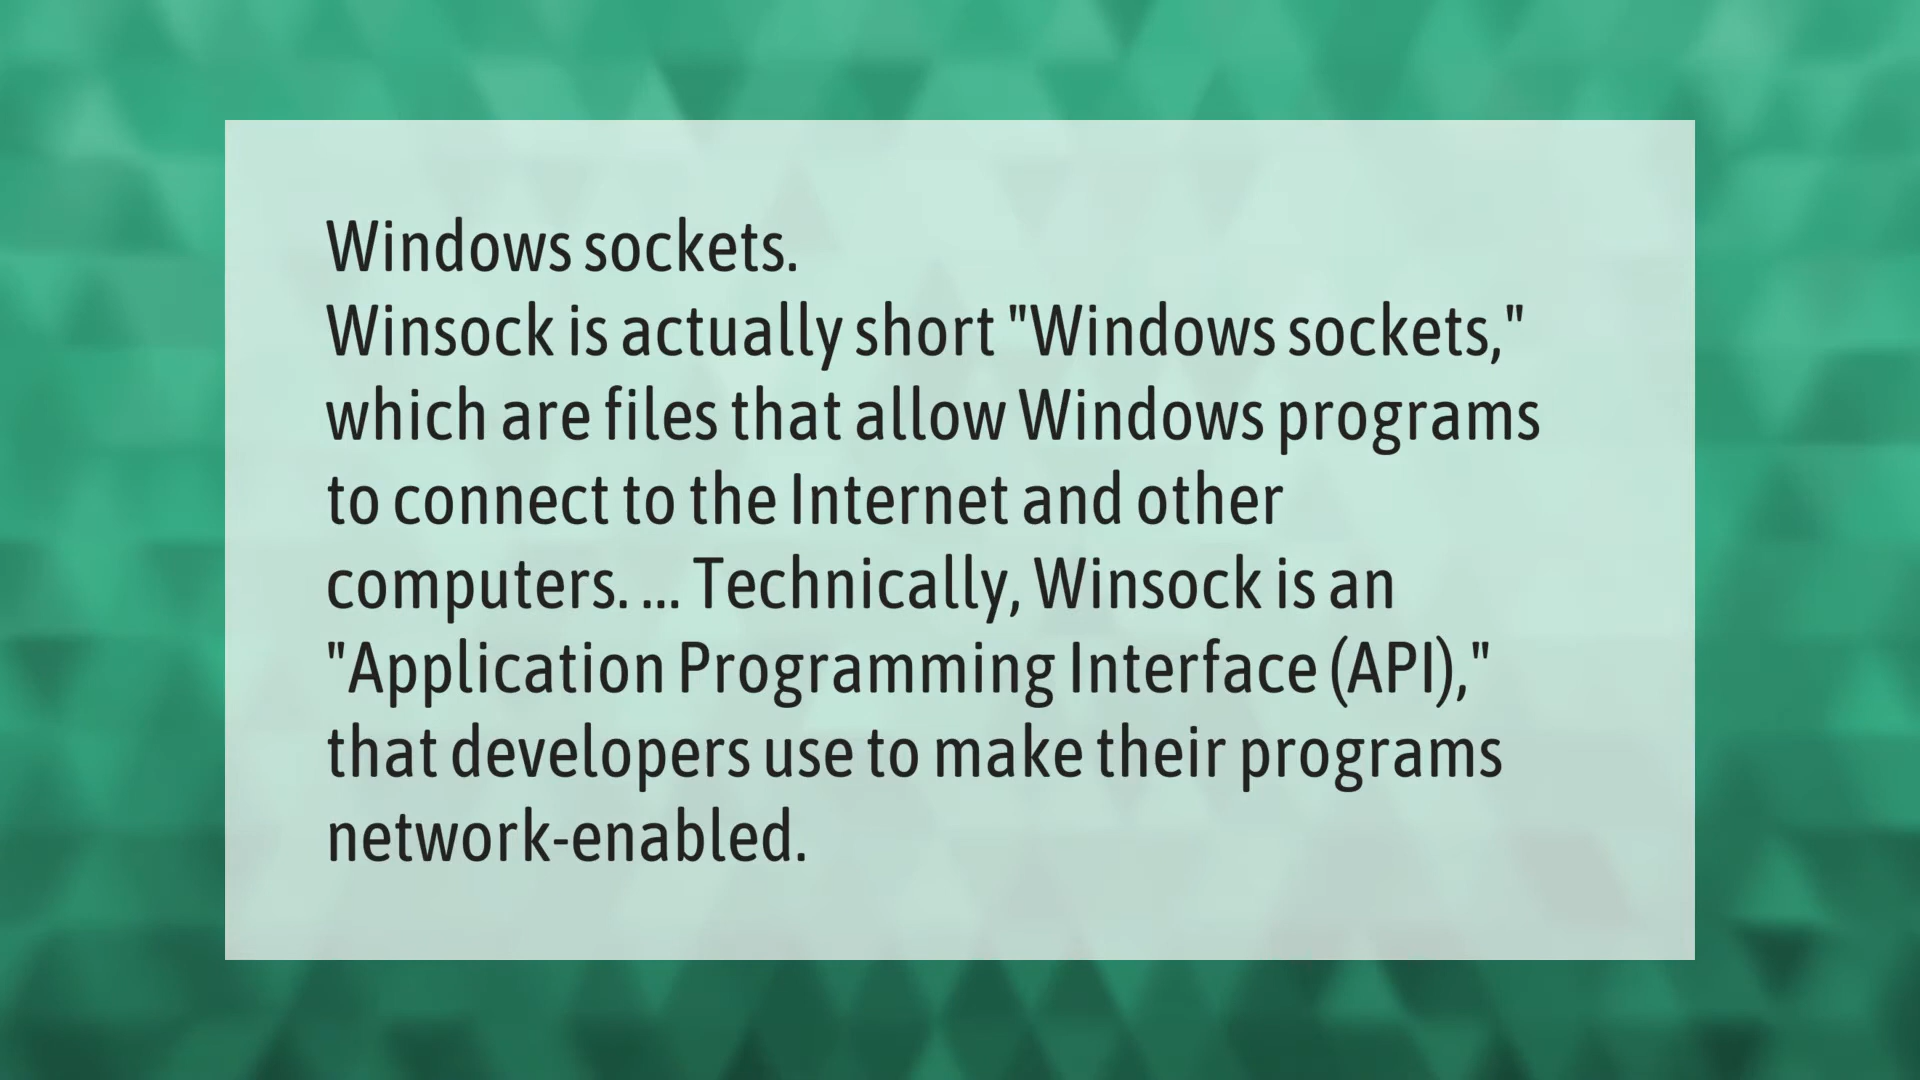 Windows sockets.
Winsock is actually short "Windows sockets,"
which are files that allow Windows programs
to connect to the Internet and other
computers. ... Technically, Winsock is an
"Application Programming Interface (API),"
that developers use to make their programs
network-enabled.